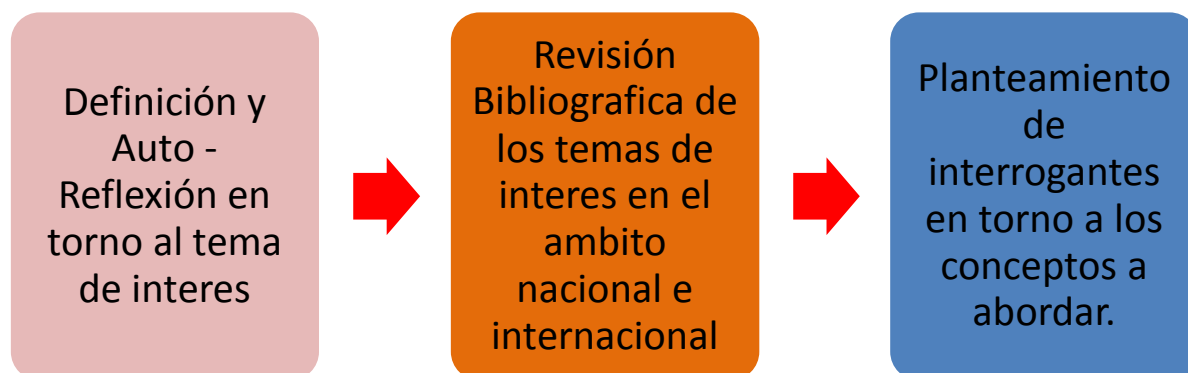 Definición y
Auto -
Reflexión en
torno al tema
de interes
Revisión
Bibliografica de
los temas de
interes en el
ambito
nacional e
internacional
Planteamiento
de
interrogantes
en torno a los
conceptos a
abordar.